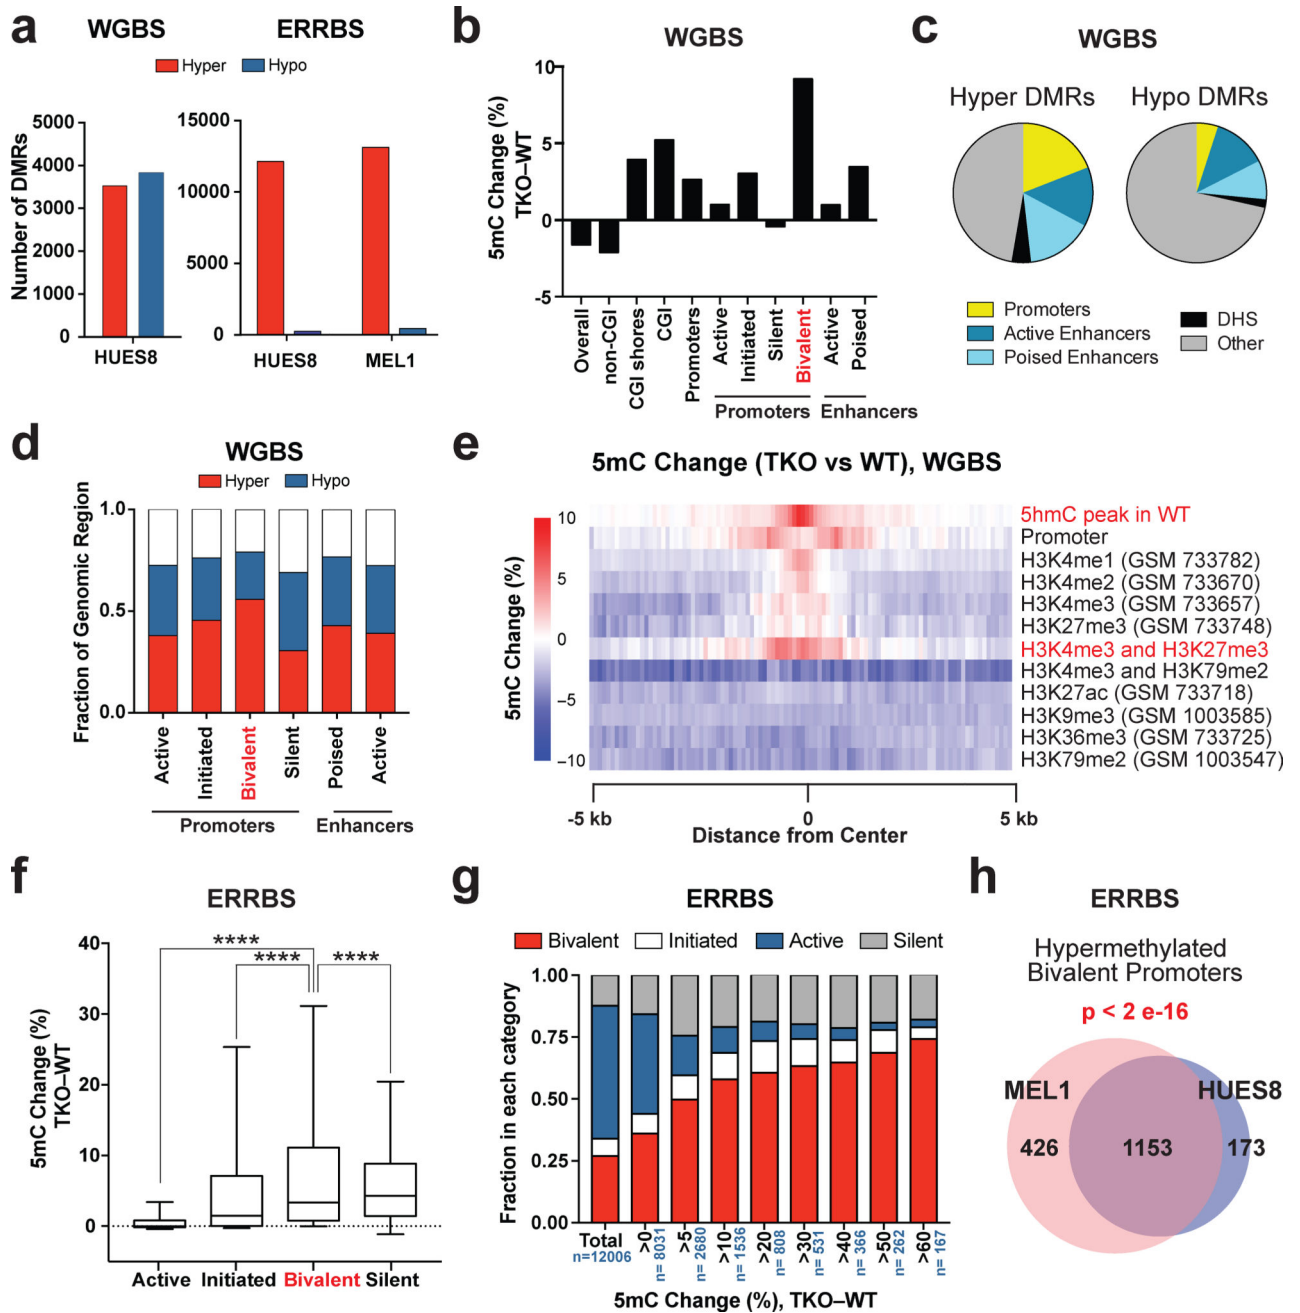 a
WGBS
ERRBS
Hyper
Hypo
Number of DMRs
5000
4000
3000
2000
1000
0
HUES8
15000
10000
5000
0
HUES8
MEL1
b
WGBS
5mC Change (%)
TKO–WT
10
5
0
-5
Overall
non-CGI
CGI shores
CGI
Promoters
Active
Initiated
Silent
Bivalent
Active
Poised
Promoters
Enhancers
c
WGBS
Hyper DMRs
Hypo DMRs
Promoters
Active Enhancers
Poised Enhancers
DHS
Other
d
WGBS
Hyper
Hypo
Fraction of Genomic Region
1.0
0.5
0.0
Active
Initiated
Bivalent
Silent
Poised
Active
Promoters
Enhancers
e
5mC Change (TKO vs WT), WGBS
5mC Change (%)
10
5
0
−5
−10
5hmC peak in WT
Promoter
H3K4me1 (GSM 733782)
H3K4me2 (GSM 733670)
H3K4me3 (GSM 733657)
H3K27me3 (GSM 733748)
H3K4me3 and H3K27me3
H3K4me3 and H3K79me2
H3K27ac (GSM 733718)
H3K9me3 (GSM 1003585)
H3K36me3 (GSM 733725)
H3K79me2 (GSM 1003547)
-5 kb
0
5 kb
Distance from Center
f
ERRBS
5mC Change (%)
TKO–WT
40
30
20
10
0
****
****
****
Active
Initiated
Bivalent
Silent
g
ERRBS
Bivalent
Initiated
Active
Silent
Fraction in each category
1.00
0.75
0.50
0.25
0.00
Total
n=12006
>0
n= 8031
>5
n= 2680
>10
n= 1536
>20
n= 808
>30
n= 531
>40
n= 366
>50
n= 262
>60
n= 167
5mC Change (%), TKO–WT
h
ERRBS
Hypermethylated
Bivalent Promoters
p < 2 e-16
MEL1
HUES8
426
1153
173